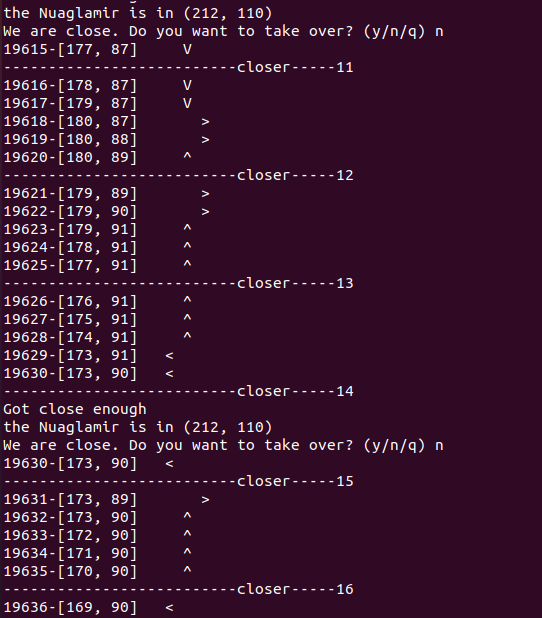 the Nuaglamir is in (212, 110)
We are close. Do you want to take over? (y/n/q) n
19615-[177, 87]     V
--------------------------closer-----11
19616-[178, 87]     V
19617-[179, 87]     V
19618-[180, 87]       >
19619-[180, 88]       >
19620-[180, 89]     ^
--------------------------closer-----12
19621-[179, 89]       >
19622-[179, 90]       >
19623-[179, 91]     ^
19624-[178, 91]     ^
19625-[177, 91]     ^
--------------------------closer-----13
19626-[176, 91]     ^
19627-[175, 91]     ^
19628-[174, 91]     ^
19629-[173, 91]   <
19630-[173, 90]   <
--------------------------closer-----14
Got close enough
the Nuaglamir is in (212, 110)
We are close. Do you want to take over? (y/n/q) n
19630-[173, 90]   <
--------------------------closer-----15
19631-[173, 89]       >
19632-[173, 90]     ^
19633-[172, 90]     ^
19634-[171, 90]     ^
19635-[170, 90]     ^
--------------------------closer-----16
19636-[169, 90]   <